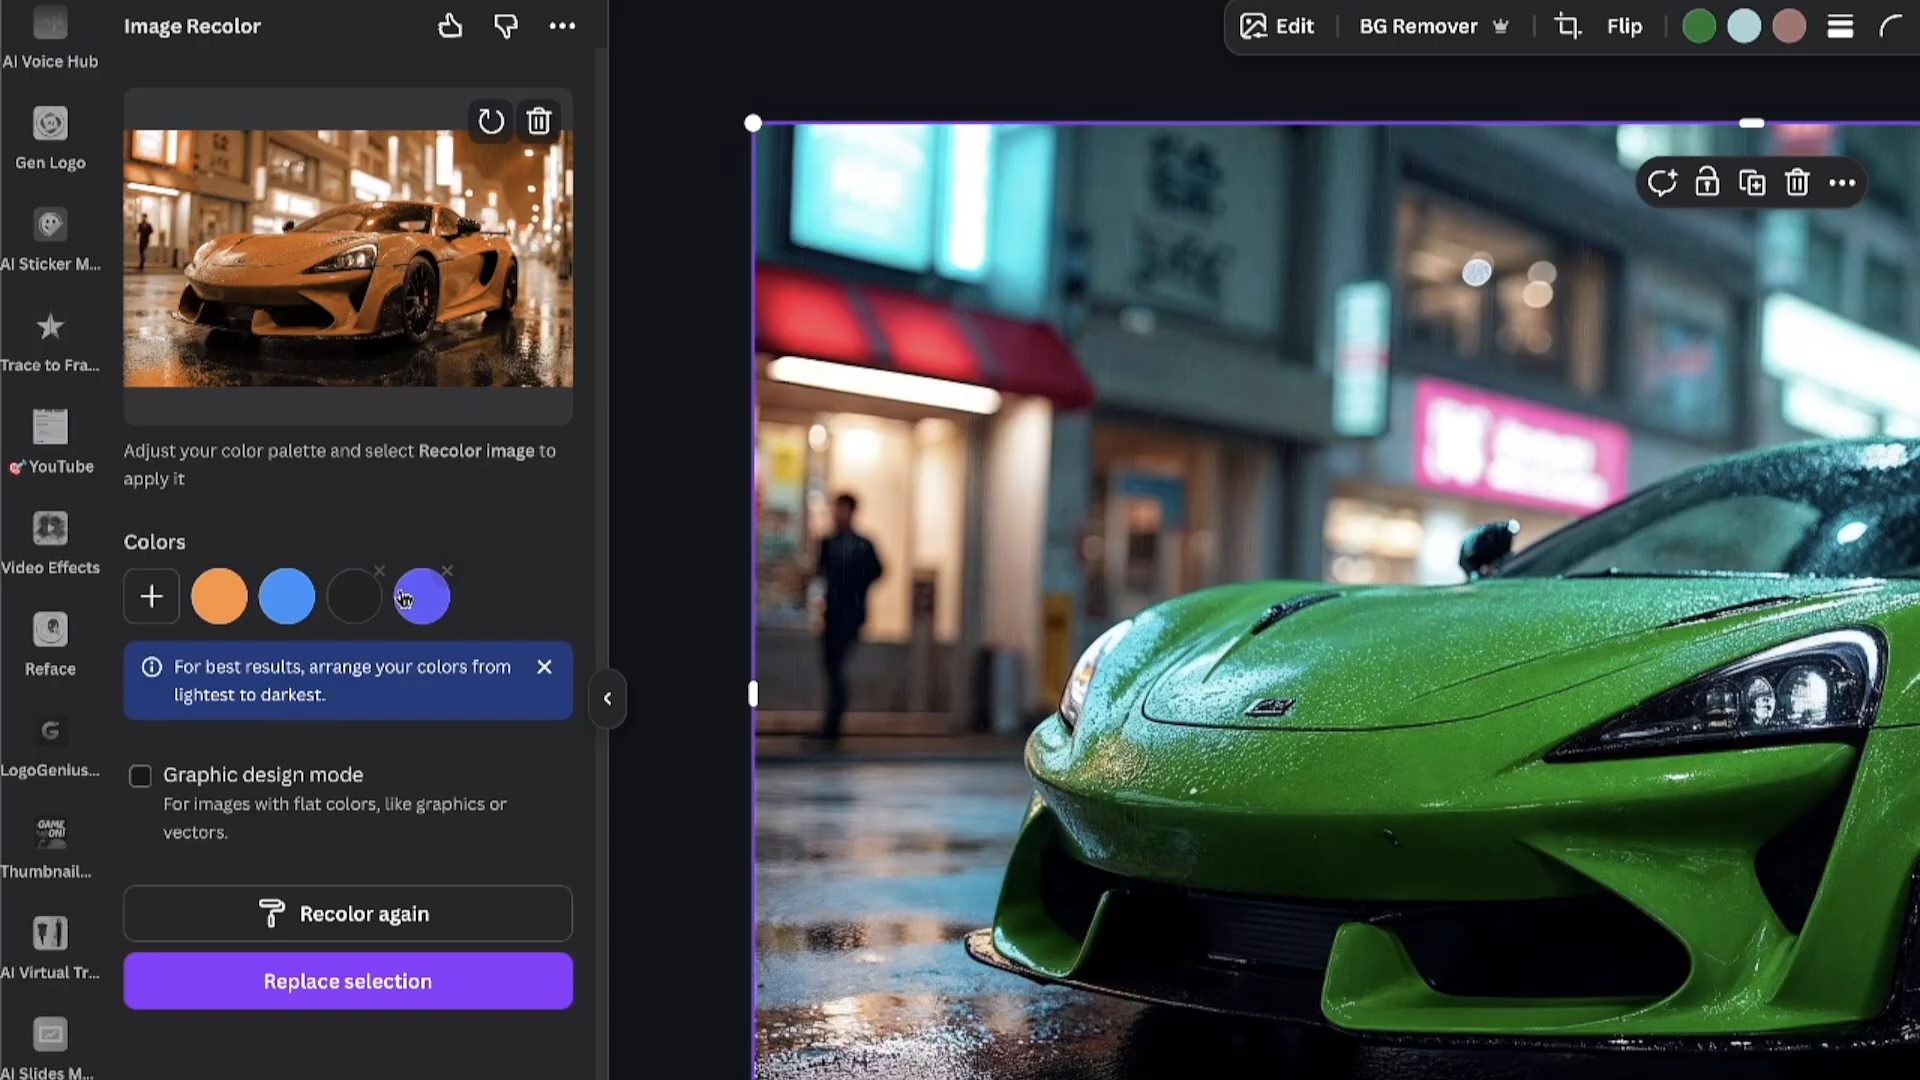 AI Voice Hub
Gen Logo
AI Sticker M...
Trace to Fra...
YouTube
Video Effects
Reface
G
LogoGenius...
GAME ON!
Thumbnail...
AI Virtual Tr...
AI Slides M...
Image Recolor
Adjust your color palette and select Recolor image to
apply it
Colors
For best results, arrange your colors from
lightest to darkest.
Graphic design mode
For images with flat colors, like graphics or
vectors.
Recolor again
Replace selection
Edit
BG Remover
Flip